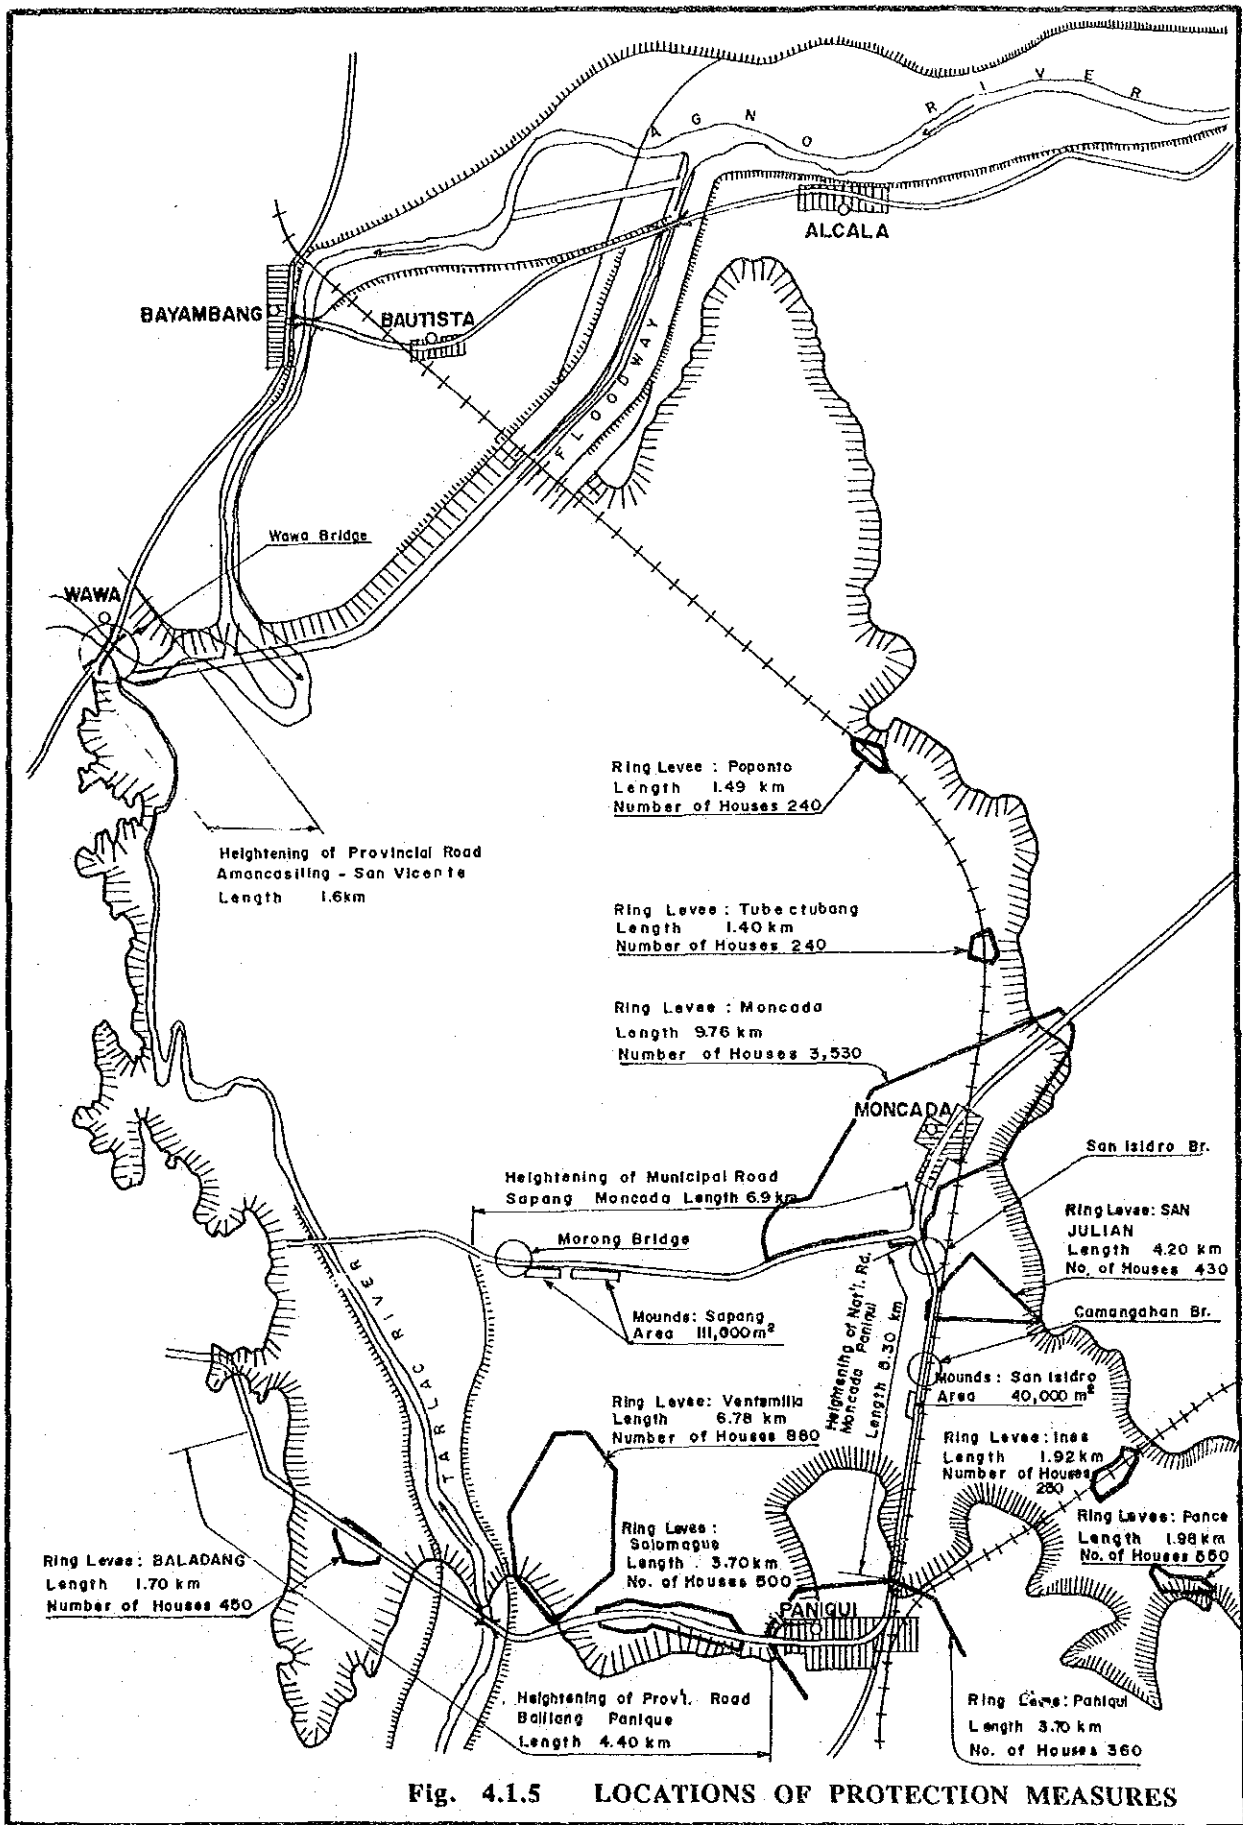 AGNO RIVER
ALCALA
BAYAMBANG
BAUTISTA
FLOODWAY
Wawa Bridge
WAWA
Ring Levee : Poponto
Length 1.49 km
Number of Houses 240
Heightening of Provincial Road
Amancasiling - San Vicente
Length 1.6km
Ring Levee : Tubectubang
Length 1.40 km
Number of Houses 240
Ring Levee : Moncada
Length 9.76 km
Number of Houses 3,530
MONCADA
San Isidro Br.
Heightening of Municipal Road
Sapang Moncada Length 6.9 km
Ring Levee: SAN
JULIAN
Length 4.20 km
No. of Houses 430
Morong Bridge
Camangahan Br.
Mounds: Sapang
Area 111,000m²
Heightening of Nat'l. Rd.
Moncada Paniqui
Length 8.30 km
TARLAC RIVER
Mounds: San Isidro
Area 40,000 m²
Ring Levee: Ventamilla
Length 6.78 km
Number of Houses 880
Ring Levee: Ines
Length 1.92 km
Number of Houses
280
Ring Levee: Pance
Length 1.98 km
No. of Houses 550
Ring Levee :
Salomague
Length : 3.70 km
No. of Houses 500
Ring Levee: BALADANG
Length 1.70 km
Number of Houses 450
PANIQUI
Heightening of Prov'l. Road
Balilang Panique
Length 4.40 km
Ring Levee: Paniqui
Length 3.70 km
No. of Houses 360
Fig. 4.1.5 LOCATIONS OF PROTECTION MEASURES